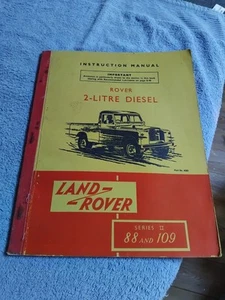 INSTRUCTION MANUAL
IMPORTANT
ROVER
2-LITRE DIESEL
LAND-
ROVER
SERIES II
88 AND 109